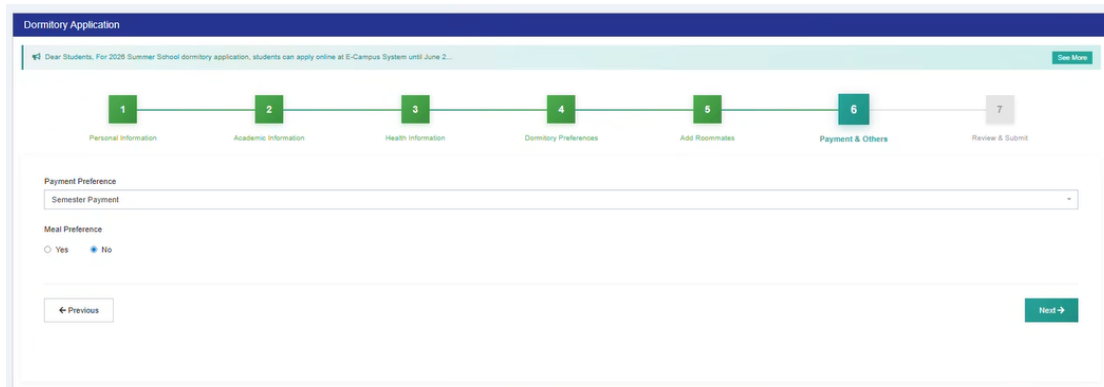 Dormitory Application
Dear Students, For 2026 Summer School dormitory application, students can apply online at E-Campus System until June 2...
See More
1
2
3
4
5
6
7
Personal Information
Academic Information
Health Information
Dormitory Preferences
Add Roommates
Payment & Others
Review & Submit
Payment Preference
Semester Payment
Meal Preference
Yes
No
← Previous
Next →